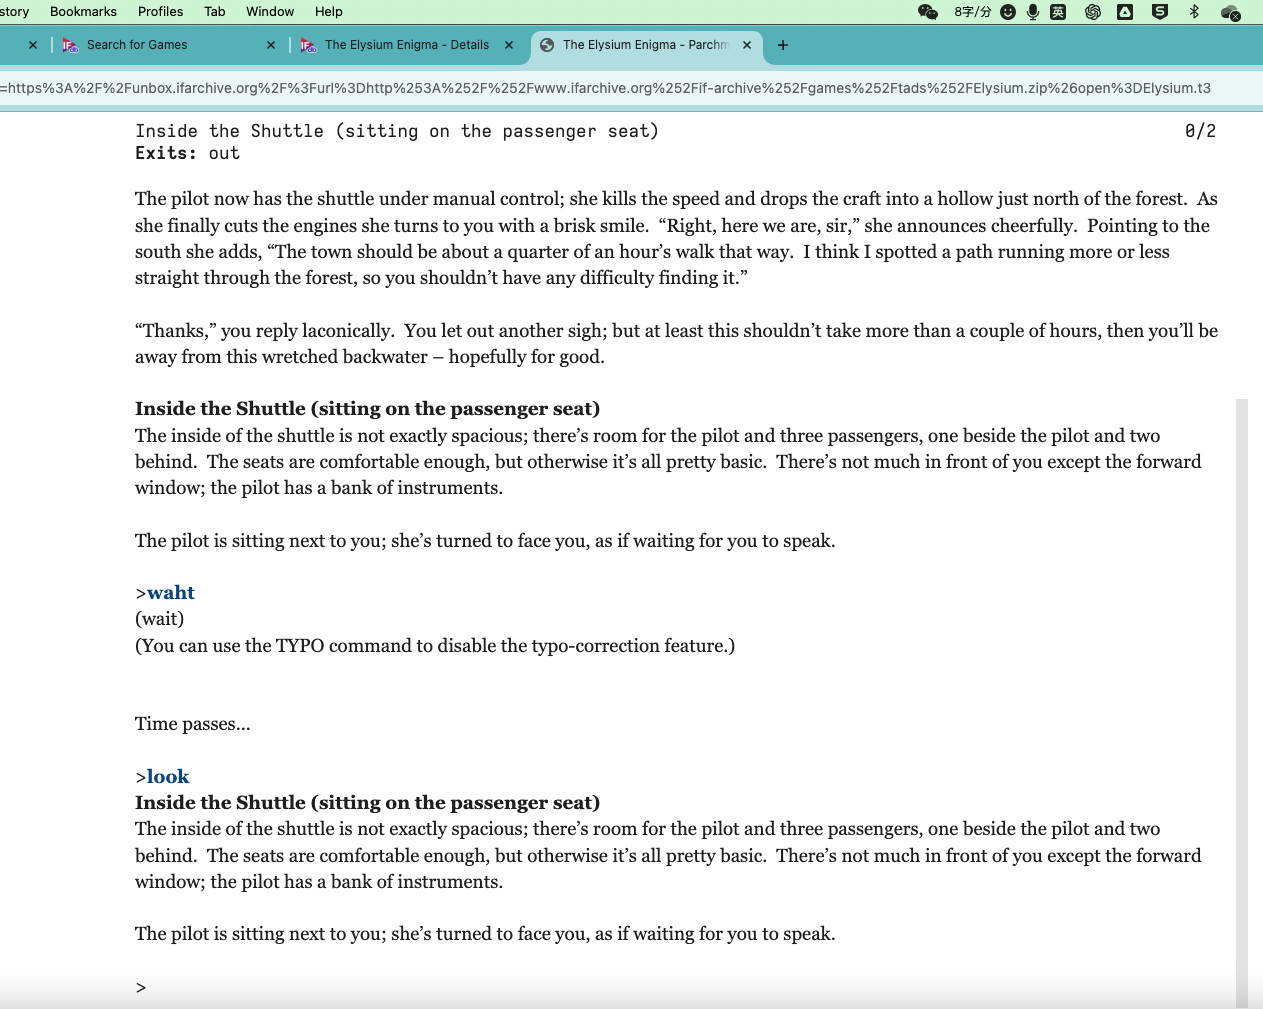 story Bookmarks Profiles Tab Window Help 8字/分 英
Search for Games The Elysium Enigma - Details The Elysium Enigma - Parchm
=https%3A%2F%2Funbox.ifarchive.org%2F%3Furl%3Dhttp%253A%252F%252Fwww.ifarchive.org%252Fif-archive%252Fgames%252Ftads%252FElysium.zip%26open%3DElysium.t3
Inside the Shuttle (sitting on the passenger seat) 0/2
Exits: out
The pilot now has the shuttle under manual control; she kills the speed and drops the craft into a hollow just north of the forest.  As
she finally cuts the engines she turns to you with a brisk smile.  “Right, here we are, sir,” she announces cheerfully.  Pointing to the
south she adds, “The town should be about a quarter of an hour’s walk that way.  I think I spotted a path running more or less
straight through the forest, so you shouldn’t have any difficulty finding it.”
“Thanks,” you reply laconically.  You let out another sigh; but at least this shouldn’t take more than a couple of hours, then you’ll be
away from this wretched backwater – hopefully for good.
Inside the Shuttle (sitting on the passenger seat)
The inside of the shuttle is not exactly spacious; there’s room for the pilot and three passengers, one beside the pilot and two
behind.  The seats are comfortable enough, but otherwise it’s all pretty basic.  There’s not much in front of you except the forward
window; the pilot has a bank of instruments.
The pilot is sitting next to you; she’s turned to face you, as if waiting for you to speak.
>waht
(wait)
(You can use the TYPO command to disable the typo-correction feature.)
Time passes...
>look
Inside the Shuttle (sitting on the passenger seat)
The inside of the shuttle is not exactly spacious; there’s room for the pilot and three passengers, one beside the pilot and two
behind.  The seats are comfortable enough, but otherwise it’s all pretty basic.  There’s not much in front of you except the forward
window; the pilot has a bank of instruments.
The pilot is sitting next to you; she’s turned to face you, as if waiting for you to speak.
>